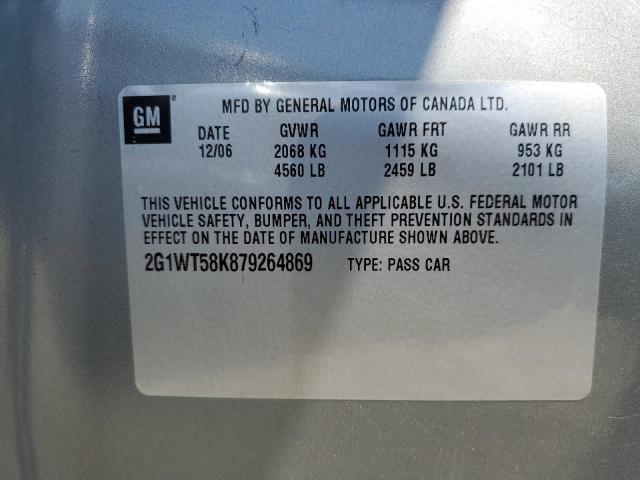 GM®
MFD BY GENERAL MOTORS OF CANADA LTD.
DATE GVWR GAWR FRT GAWR RR
12/06 2068 KG 1115 KG 953 KG
4560 LB 2459 LB 2101 LB
THIS VEHICLE CONFORMS TO ALL APPLICABLE U.S. FEDERAL MOTOR
VEHICLE SAFETY, BUMPER, AND THEFT PREVENTION STANDARDS IN
EFFECT ON THE DATE OF MANUFACTURE SHOWN ABOVE.
2G1WT58K879264869 TYPE: PASS CAR